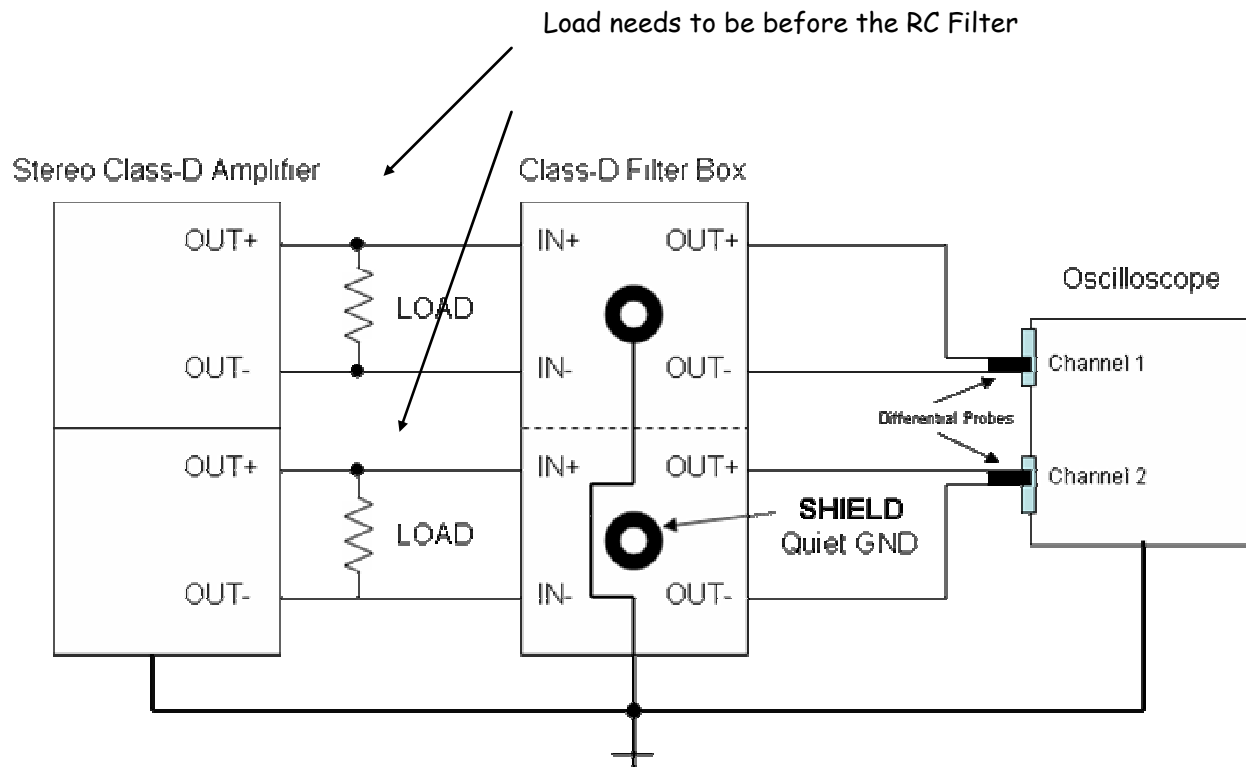 Load needs to be before the RC Filter
Stereo Class-D Amplifier
Class-D Filter Box
OUT+
IN+
OUT+
Oscilloscope
LOAD
OUT-
IN-
OUT-
Channel 1
Differential Probes
OUT+
IN+
OUT+
Channel 2
SHIELD
LOAD
Quiet GND
OUT-
IN-
OUT-